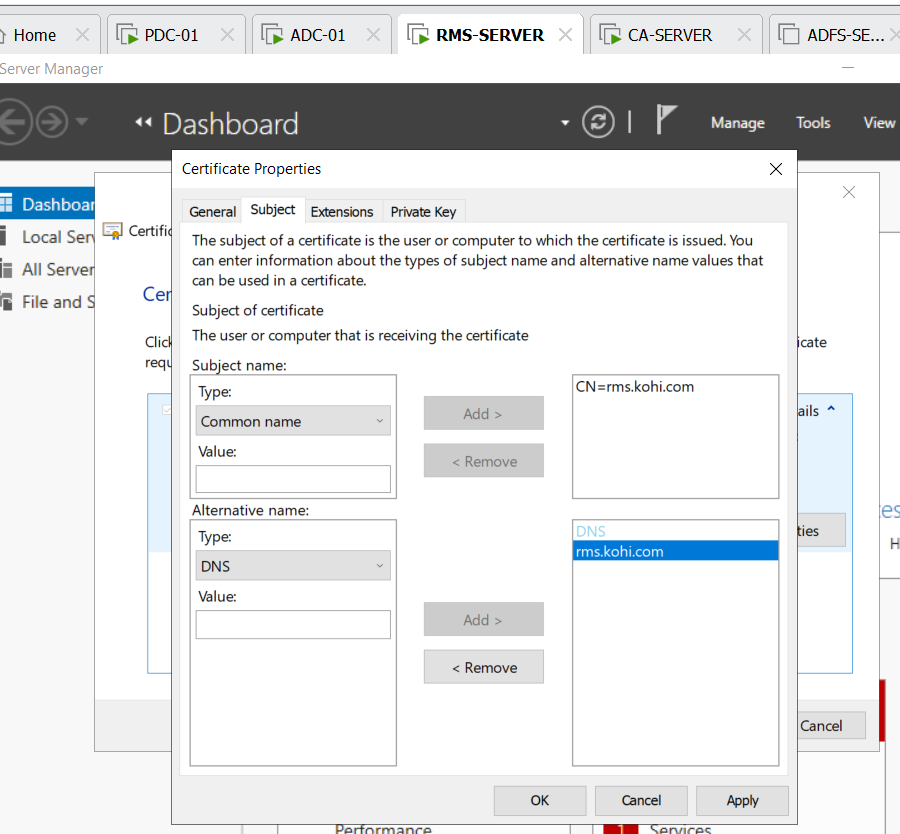 Home
PDC-01
ADC-01
RMS-SERVER
CA-SERVER
ADFS-SE...
Server Manager
Dashboard
Manage
Tools
View
Dashboar
Local Serv
All Server
File and S
Certific
Cer
Click
requ
icate
ails
ties
Cancel
Certificate Properties
General
Subject
Extensions
Private Key
The subject of a certificate is the user or computer to which the certificate is issued. You
can enter information about the types of subject name and alternative name values that
can be used in a certificate.
Subject of certificate
The user or computer that is receiving the certificate
Subject name:
Type:
Common name
Value:
Add >
< Remove
CN=rms.kohi.com
Alternative name:
Type:
DNS
Value:
Add >
< Remove
DNS
rms.kohi.com
OK
Cancel
Apply
Performance
1
Services